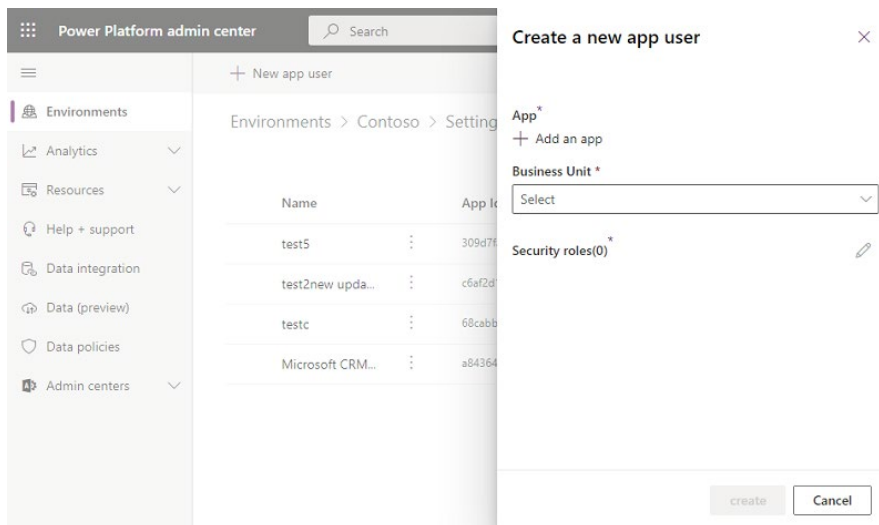 Power Platform admin center
Search
+ New app user
Environments
Environments > Contoso > Setting
Analytics
Resources
Help + support
Data integration
Data (preview)
Data policies
Admin centers
Name App Ic
test5 309d7f
test2new upda... c6af2d
testc 68cabb
Microsoft CRM... a84364
Create a new app user
App*
+ Add an app
Business Unit *
Select
Security roles(0)*
create Cancel